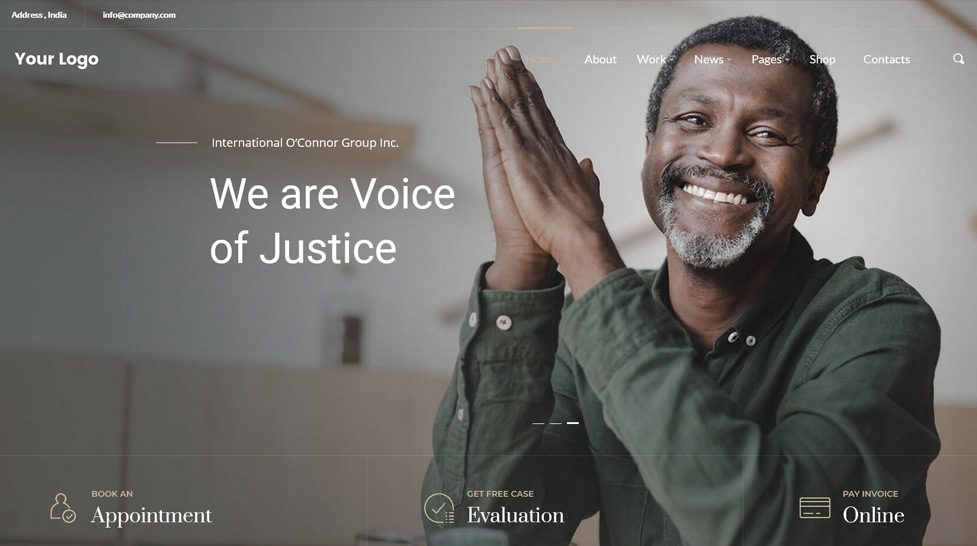 Address , India
info@company.com
Your Logo
Home
About
Work
News
Pages
Shop
Contacts
International O'Connor Group Inc.
We are Voice
of Justice
BOOK AN
Appointment
GET FREE CASE
Evaluation
PAY INVOICE
Online